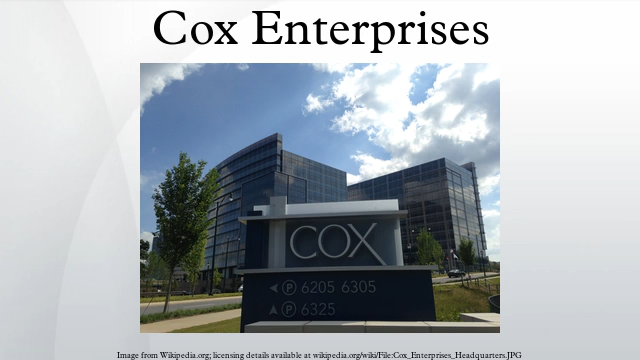 Cox Enterprises
COX
◄ Ⓟ 6205 6305
▲ Ⓟ 6325
Image from Wikipedia.org; licensing details available at wikipedia.org/wiki/File:Cox_Enterprises_Headquarters.JPG